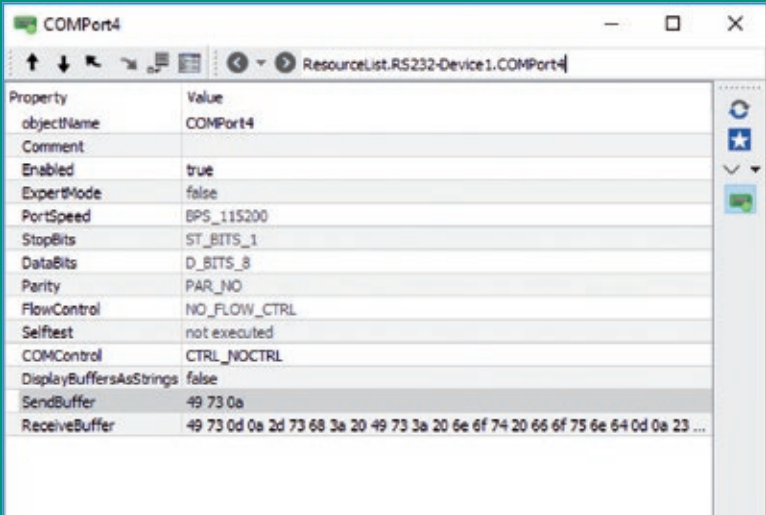 COMPort4
ResourceList.RS232-Device1.COMPort4
Property Value
objectName COMPort4
Comment
Enabled true
ExpertMode false
PortSpeed BPS_115200
StopBits ST_BITS_1
DataBits D_BITS_8
Parity PAR_NO
FlowControl NO_FLOW_CTRL
Selftest not executed
COMControl CTRL_NOCTRL
DisplayBuffersAsStrings false
SendBuffer 49 73 0a
ReceiveBuffer 49 73 0d 0a 2d 73 68 3a 20 49 73 3a 20 6e 6f 74 20 66 6f 75 6e 64 0d 0a 23 ...